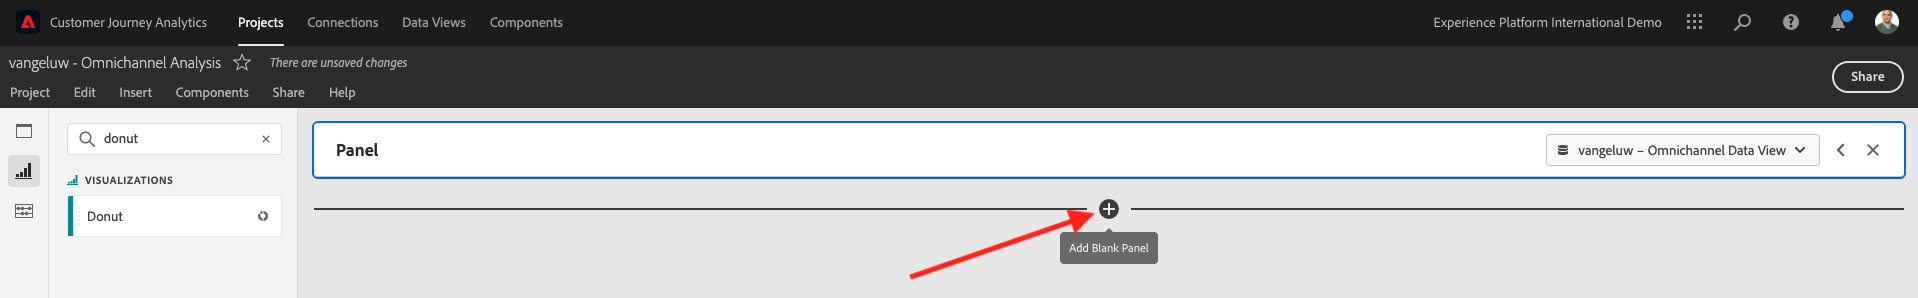 Customer Journey Analytics Projects Connections Data Views Components Experience Platform International Demo
vangeluw - Omnichannel Analysis There are unsaved changes
Share
Project Edit Insert Components Share Help
donut
Panel
vangeluw – Omnichannel Data View
VISUALIZATIONS
Donut
Add Blank Panel